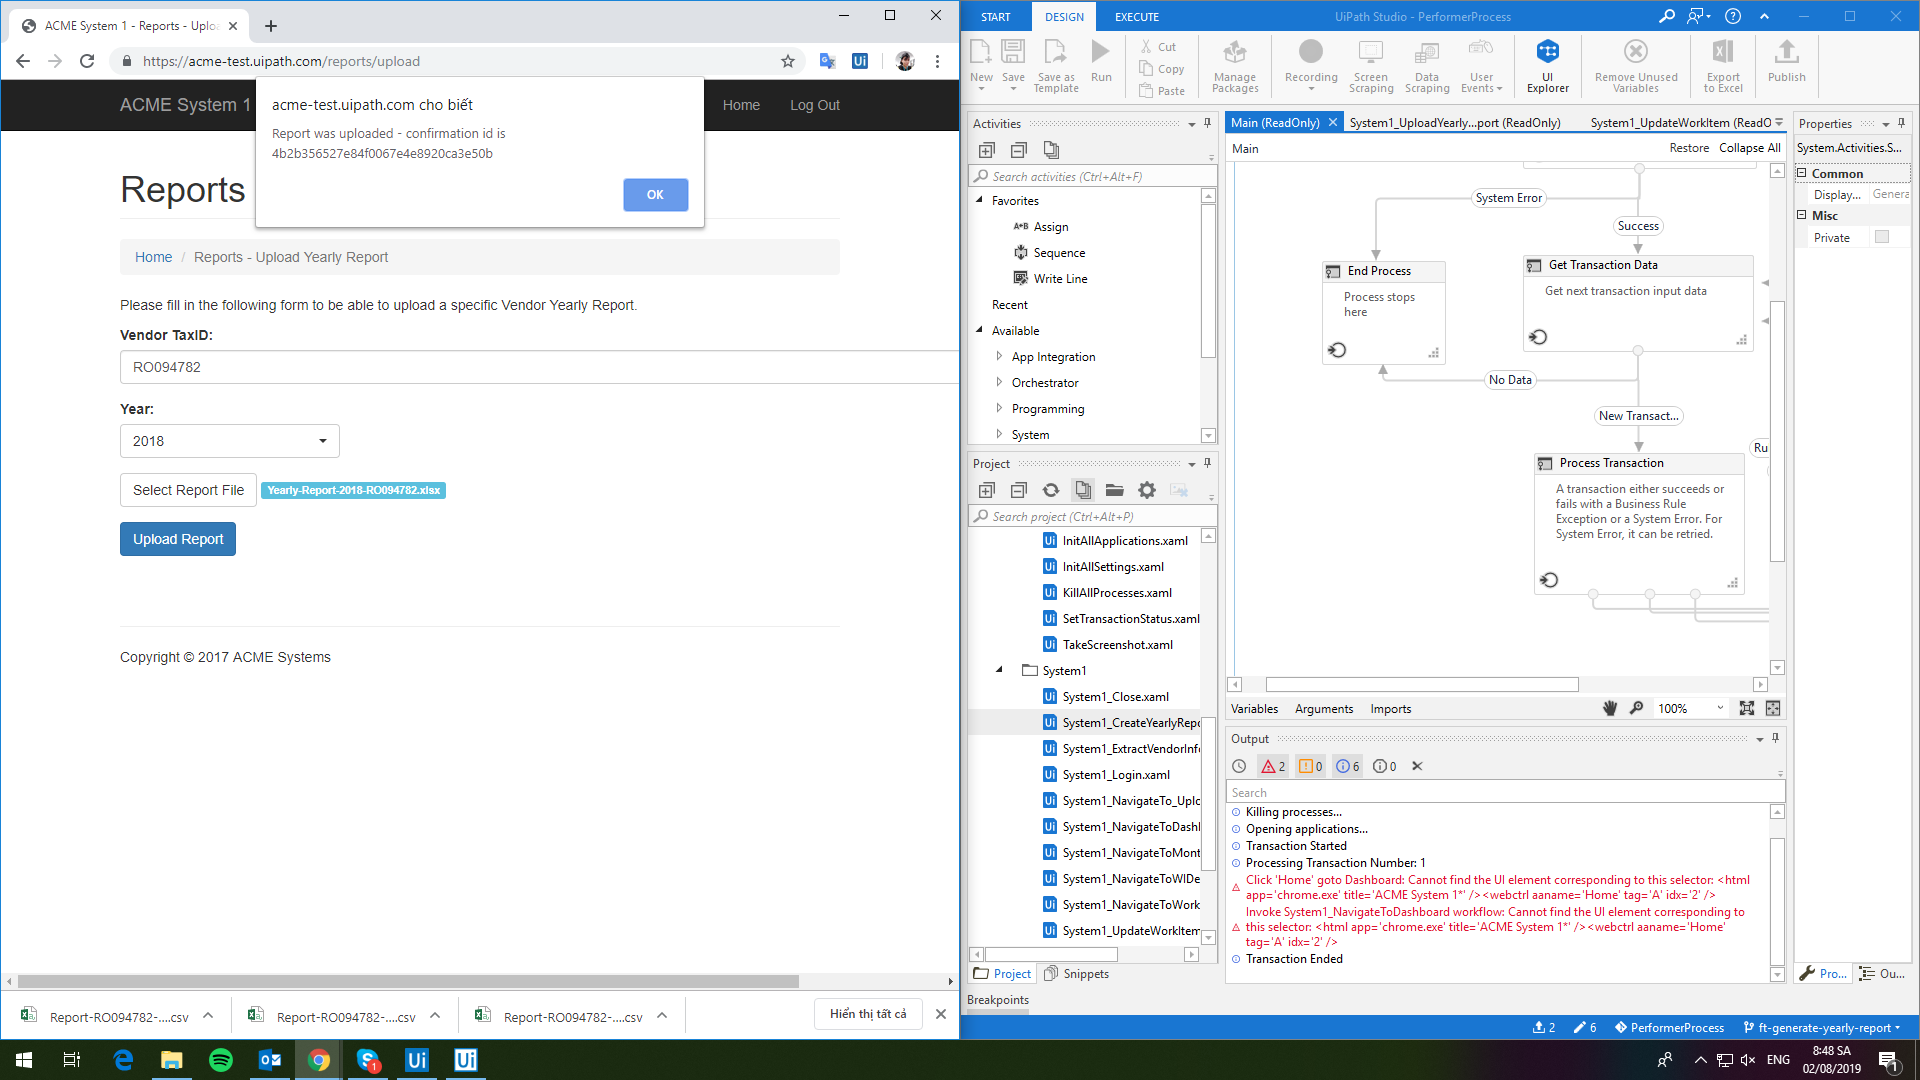 ACME System 1 - Reports - Uplo
https://acme-test.uipath.com/reports/upload
ACME System 1
Home
Log Out
acme-test.uipath.com cho biết
Report was uploaded - confirmation id is
4b2b356527e84f0067e4e8920ca3e50b
OK
Reports
Home / Reports - Upload Yearly Report
Please fill in the following form to be able to upload a specific Vendor Yearly Report.
Vendor TaxID:
RO094782
Year:
2018
Select Report File
Yearly-Report-2018-RO094782.xlsx
Upload Report
Copyright © 2017 ACME Systems
Report-RO094782-....csv
Report-RO094782-....csv
Report-RO094782-....csv
Hiển thị tất cả
START
DESIGN
EXECUTE
UiPath Studio - PerformerProcess
New
Save
Save as Template
Run
Cut
Copy
Paste
Manage Packages
Recording
Screen Scraping
Data Scraping
User Events
UI Explorer
Remove Unused Variables
Export to Excel
Publish
Activities
Search activities (Ctrl+Alt+F)
Favorites
A+B Assign
Sequence
Write Line
Recent
Available
App Integration
Orchestrator
Programming
System
Project
Search project (Ctrl+Alt+P)
InitAllApplications.xaml
InitAllSettings.xaml
KillAllProcesses.xaml
SetTransactionStatus.xaml
TakeScreenshot.xaml
System1
System1_Close.xaml
System1_CreateYearlyRepo
System1_ExtractVendorInfo
System1_Login.xaml
System1_NavigateTo_Uplo
System1_NavigateToDashl
System1_NavigateToMont
System1_NavigateToWIDe
System1_NavigateToWork
System1_UpdateWorkItem
Project
Snippets
Breakpoints
Main (ReadOnly)
System1_UploadYearly...port (ReadOnly)
System1_UpdateWorkItem (ReadO
Main
Restore
Collapse All
System Error
Success
End Process
Process stops
here
Get Transaction Data
Get next transaction input data
No Data
New Transact...
Ru
Process Transaction
A transaction either succeeds or
fails with a Business Rule
Exception or a System Error. For
System Error, it can be retried.
Variables
Arguments
Imports
100%
Output
2
0
6
0
Search
Killing processes...
Opening applications...
Transaction Started
Processing Transaction Number: 1
Click 'Home' goto Dashboard: Cannot find the UI element corresponding to this selector: <html
app='chrome.exe' title='ACME System 1*' /><webctrl aaname='Home' tag='A' idx='2' />
Invoke System1_NavigateToDashboard workflow: Cannot find the UI element corresponding to
this selector: <html app='chrome.exe' title='ACME System 1*' /><webctrl aaname='Home'
tag='A' idx='2' />
Transaction Ended
Properties
System.Activities.S...
Common
Display...
Genera
Misc
Private
Pro...
Ou...
2
6
PerformerProcess
ft-generate-yearly-report
ENG
8:48 SA
02/08/2019
1
1